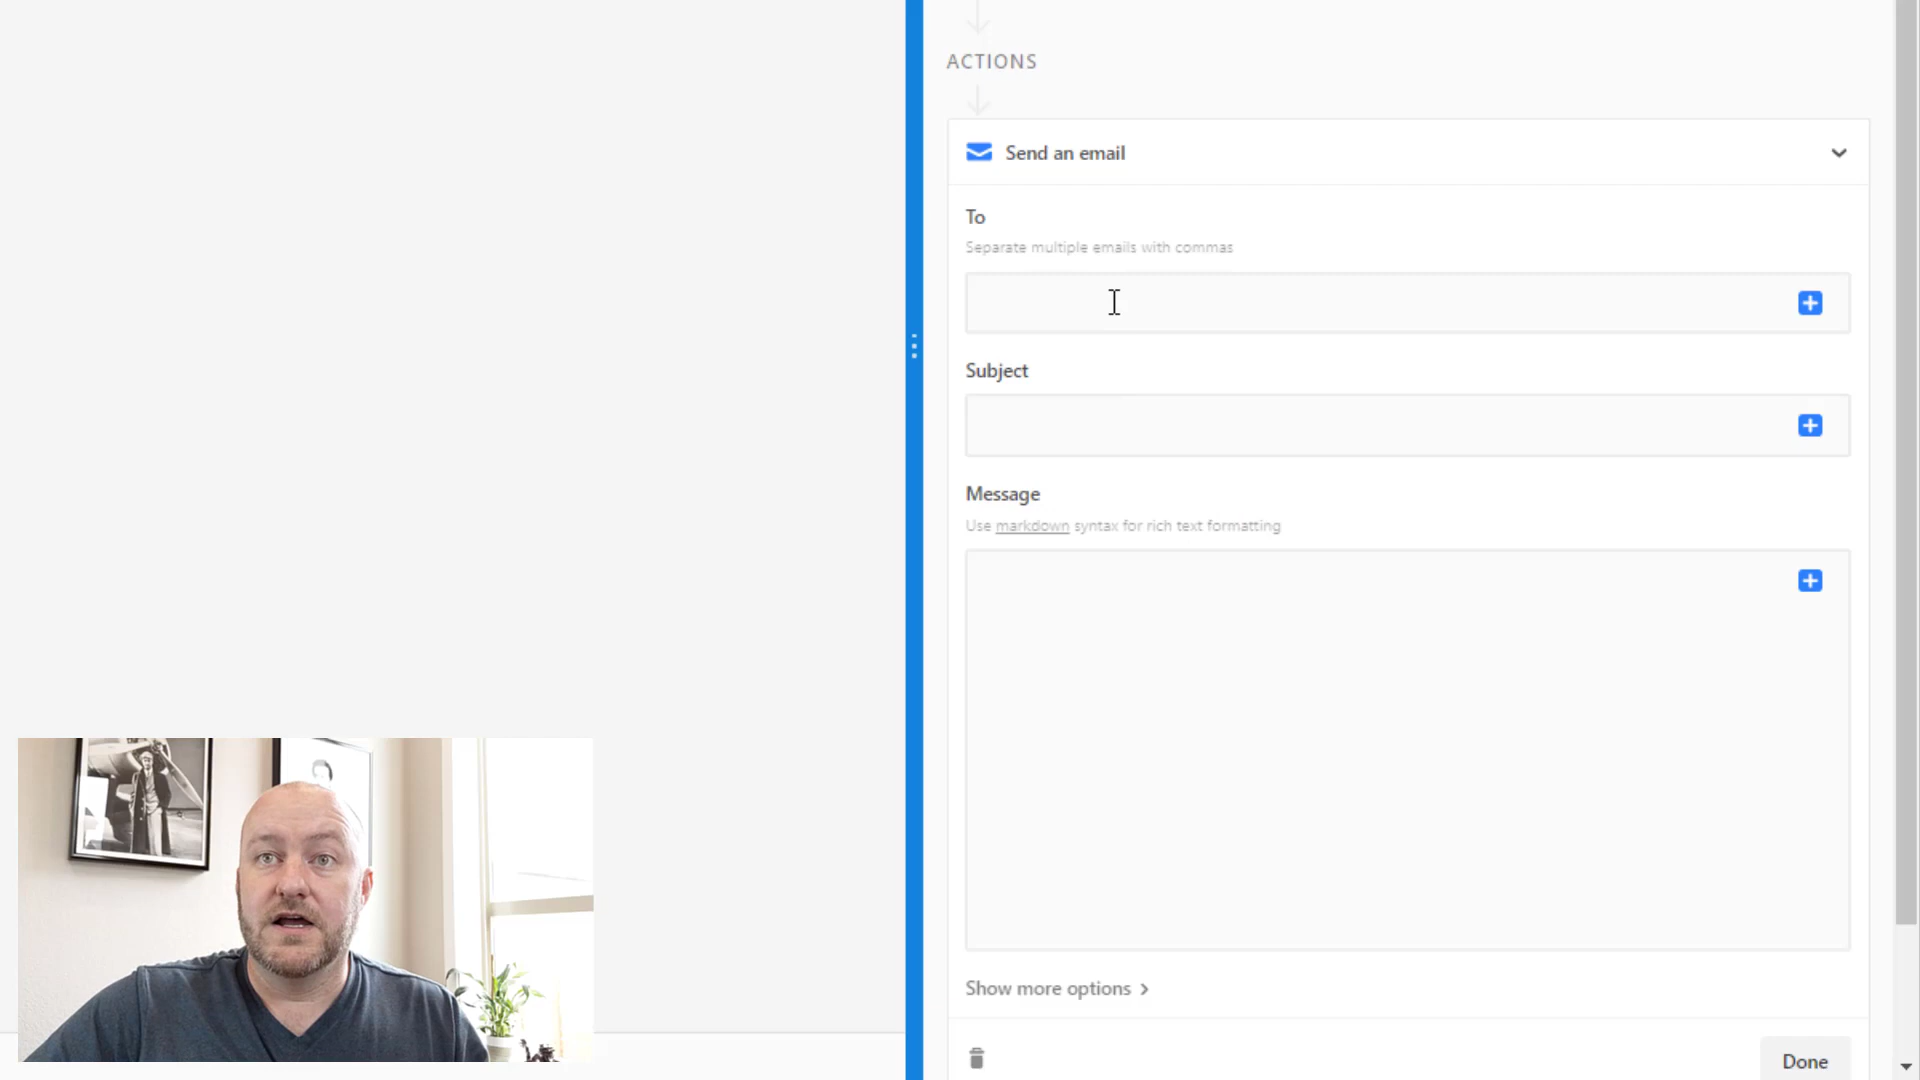 ACTIONS
Send an email
To
Separate multiple emails with commas
Subject
Message
Use markdown syntax for rich text formatting
Show more options
Done